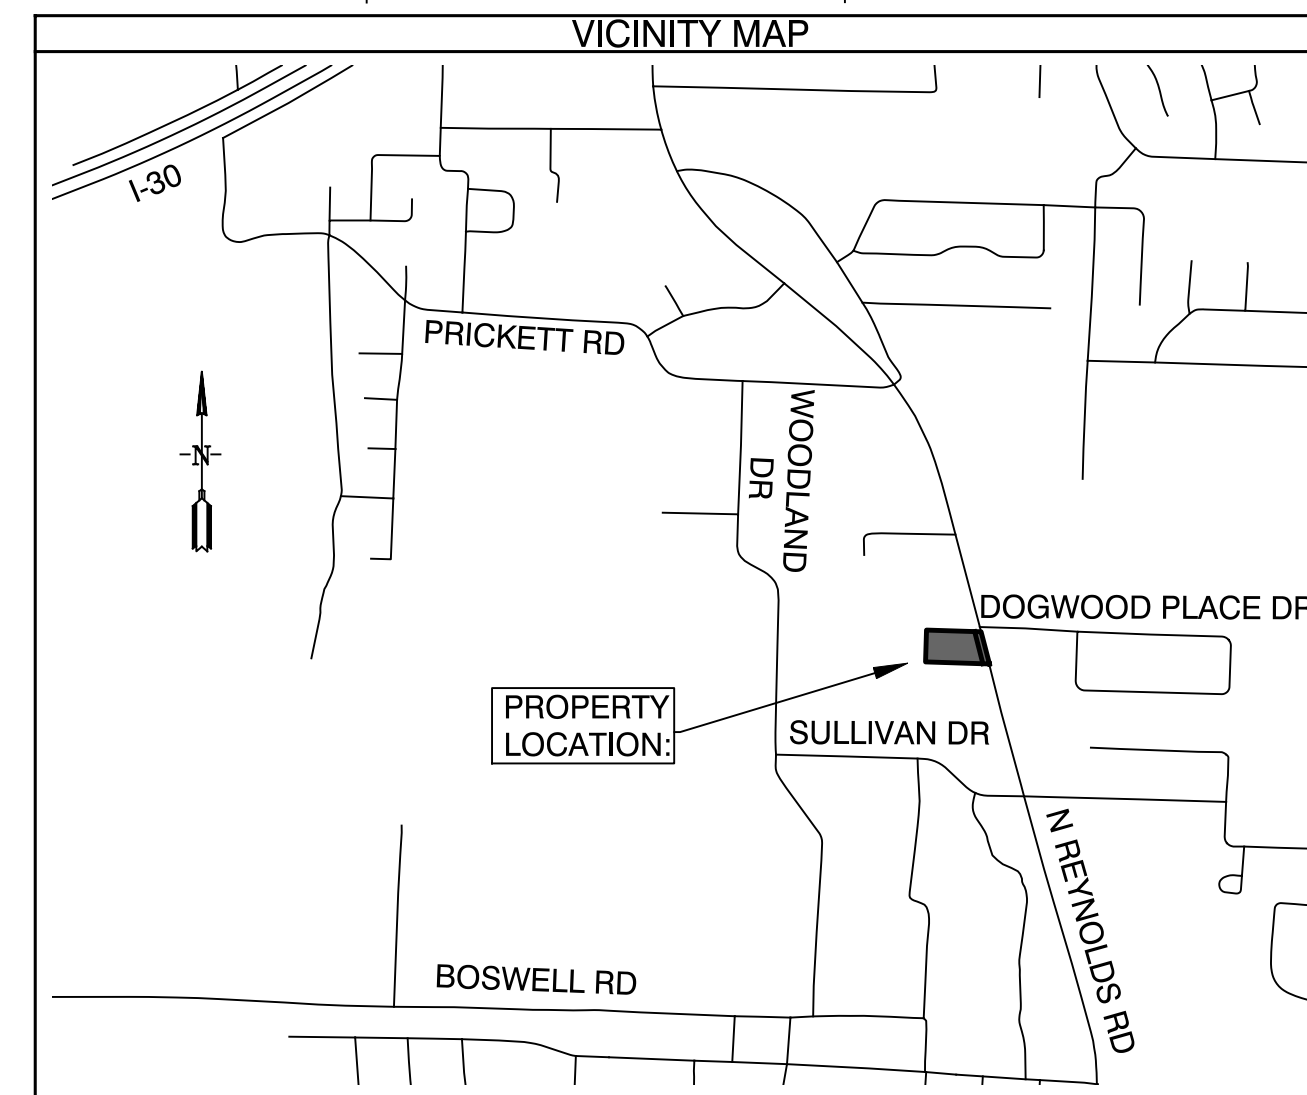 VICINITY MAP
I-30
PRICKETT RD
WOODLAND
DR
-N-
DOGWOOD PLACE DR
PROPERTY
LOCATION:
SULLIVAN DR
N REYNOLDS RD
BOSWELL RD